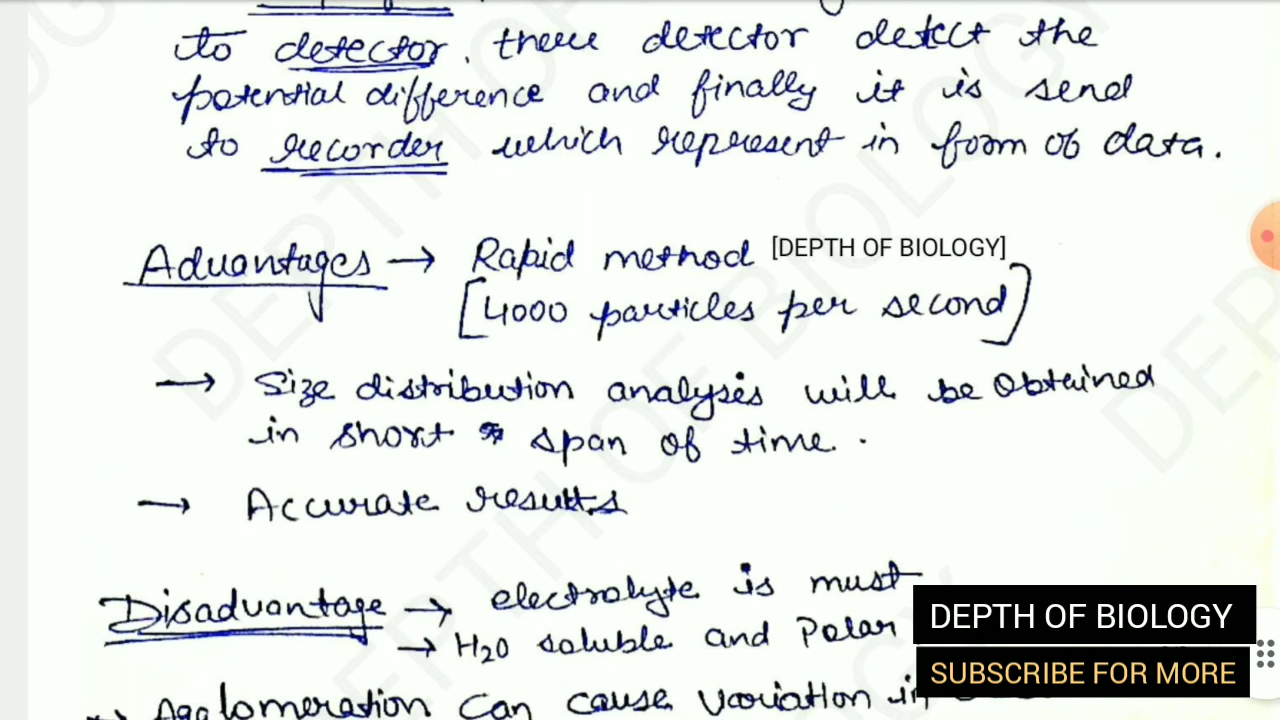 to detector. there detector detect the
potential difference and finally it is send
to recorder which represent in form of data.
Advantages → Rapid method [DEPTH OF BIOLOGY]
[4000 particles per second]
→ Size distribution analysis will be obtained
in short span of time.
→ Accurate results
Disadvantage → electrolyte is must
→ H2O soluble and Polar
→ Agglomeration can cause variation in
DEPTH OF BIOLOGY
SUBSCRIBE FOR MORE